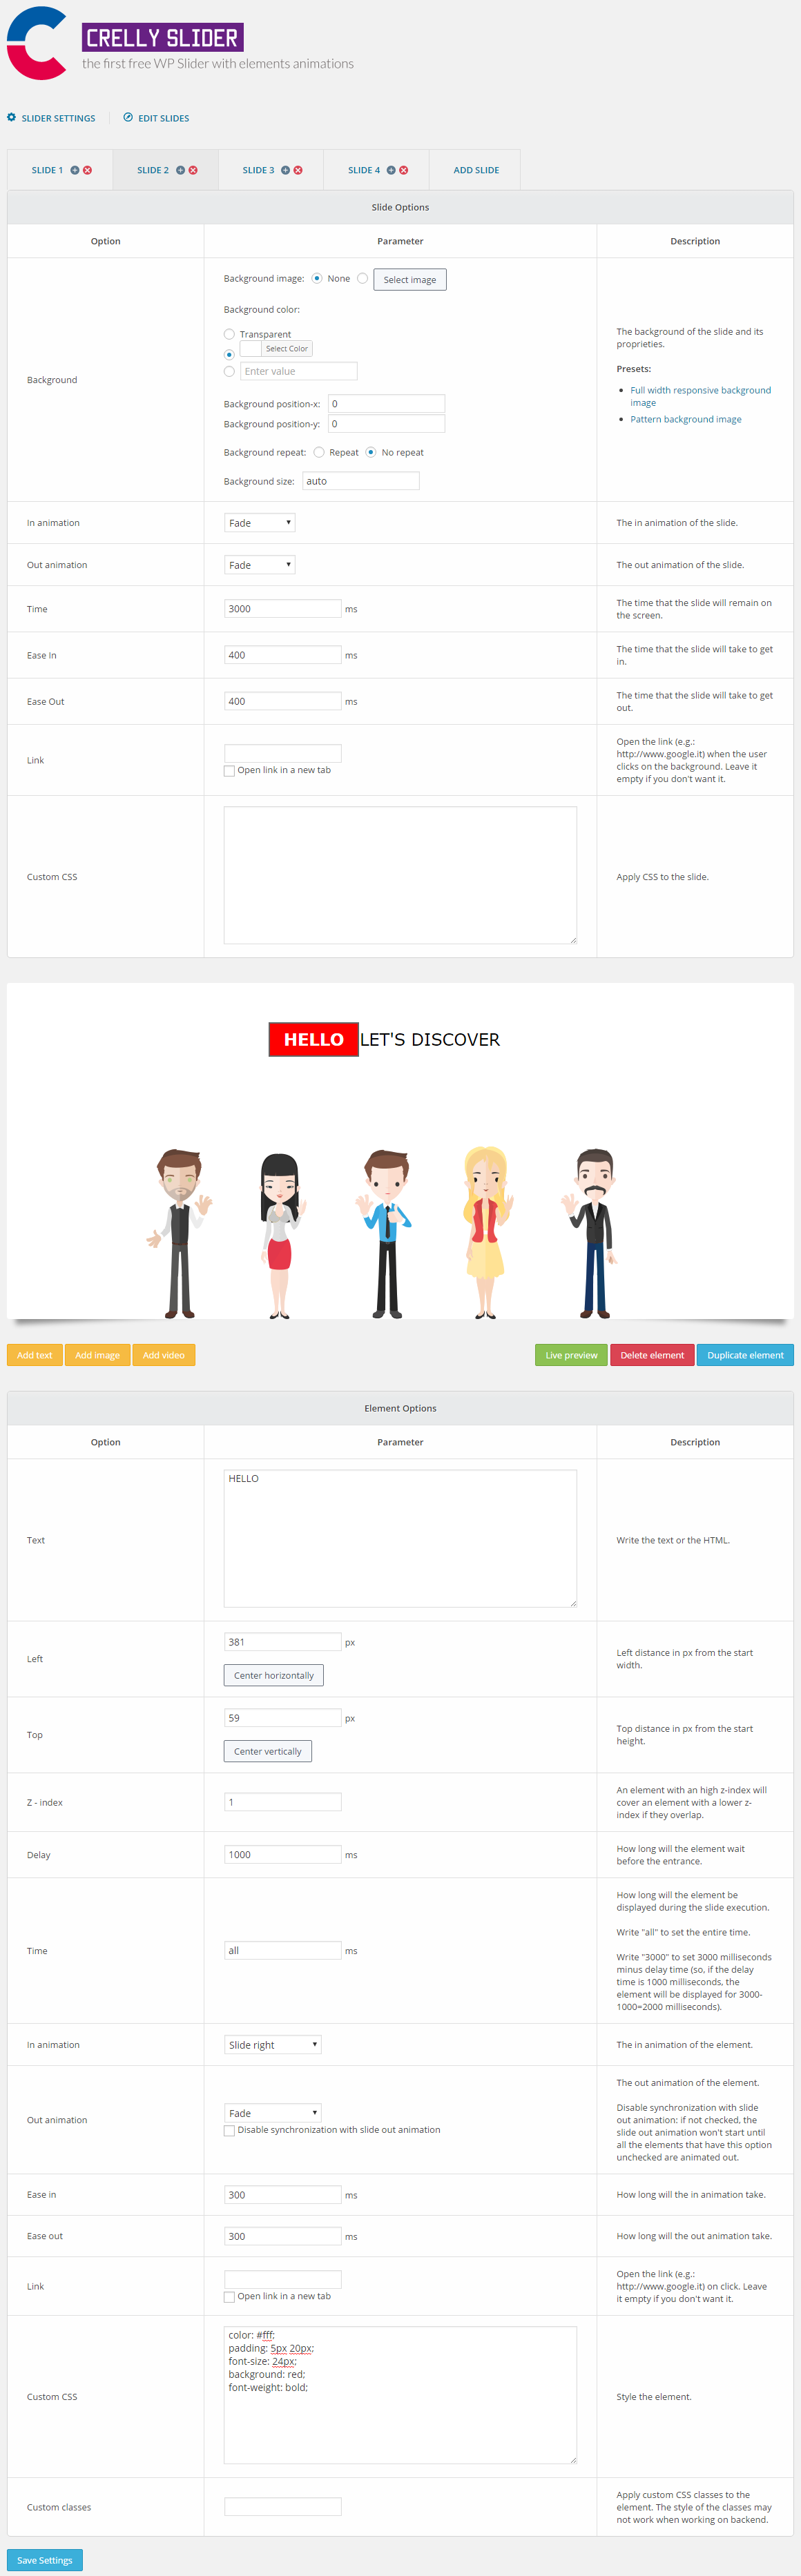 CRELLY SLIDER
the first free WP Slider with elements animations
SLIDER SETTINGS EDIT SLIDES
SLIDE 1 SLIDE 2 SLIDE 3 SLIDE 4 ADD SLIDE
Slide Options
Option Parameter Description
Background
Background image: None Select image
Background color:
Transparent
Select Color
Enter value
Background position-x: 0
Background position-y: 0
Background repeat: Repeat No repeat
Background size: auto
The background of the slide and its
proprieties.
Presets:
Full width responsive background
image
Pattern background image
In animation Fade The in animation of the slide.
Out animation Fade The out animation of the slide.
Time 3000 ms
The time that the slide will remain on
the screen.
Ease In 400 ms
The time that the slide will take to get
in.
Ease Out 400 ms
The time that the slide will take to get
out.
Link
Open link in a new tab
Open the link (e.g.:
http://www.google.it) when the user
clicks on the background. Leave it
empty if you don't want it.
Custom CSS Apply CSS to the slide.
HELLO LET'S DISCOVER
Add text Add image Add video Live preview Delete element Duplicate element
Element Options
Option Parameter Description
Text
HELLO
Write the text or the HTML.
Left
381 px
Center horizontally
Left distance in px from the start
width.
Top
59 px
Center vertically
Top distance in px from the start
height.
Z - index 1
An element with an high z-index will
cover an element with a lower z-
index if they overlap.
Delay 1000 ms
How long will the element wait
before the entrance.
Time all ms
How long will the element be
displayed during the slide execution.
Write "all" to set the entire time.
Write "3000" to set 3000 milliseconds
minus delay time (so, if the delay
time is 1000 milliseconds, the
element will be displayed for 3000-
1000=2000 milliseconds).
In animation Slide right The in animation of the element.
Out animation
Fade
Disable synchronization with slide out animation
The out animation of the element.
Disable synchronization with slide
out animation: if not checked, the
slide out animation won't start until
all the elements that have this option
unchecked are animated out.
Ease in 300 ms How long will the in animation take.
Ease out 300 ms How long will the out animation take.
Link
Open link in a new tab
Open the link (e.g.:
http://www.google.it) on click. Leave
it empty if you don't want it.
Custom CSS
color: #fff;
padding: 5px 20px;
font-size: 24px;
background: red;
font-weight: bold;
Style the element.
Custom classes
Apply custom CSS classes to the
element. The style of the classes may
not work when working on backend.
Save Settings